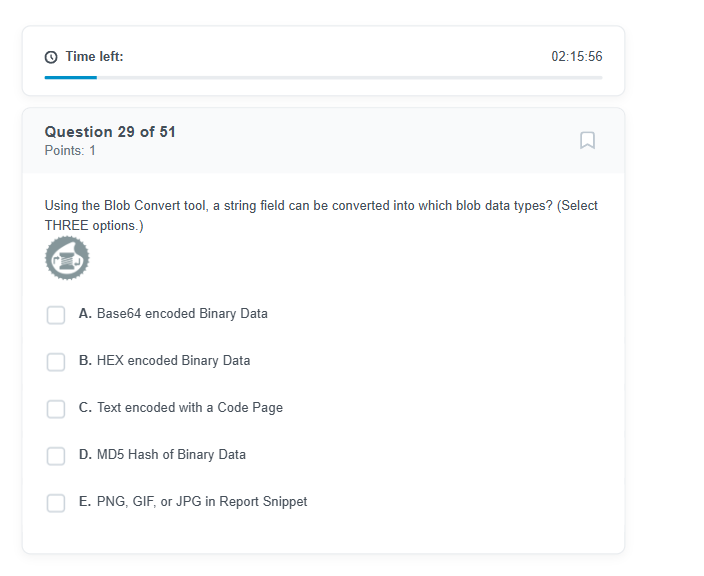 Time left:
02:15:56
Question 29 of 51
Points: 1
Using the Blob Convert tool, a string field can be converted into which blob data types? (Select
THREE options.)
A. Base64 encoded Binary Data
B. HEX encoded Binary Data
C. Text encoded with a Code Page
D. MD5 Hash of Binary Data
E. PNG, GIF, or JPG in Report Snippet